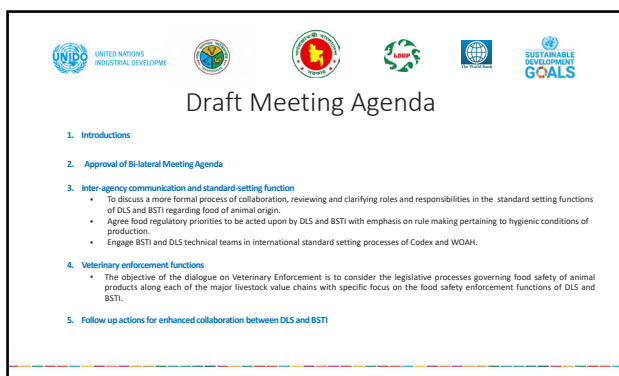 UNIDO
UNITED NATIONS
INDUSTRIAL DEVELOPME
LDDP
The World Bank
SUSTAINABLE
DEVELOPMENT
GOALS
Draft Meeting Agenda
1. Introductions
2. Approval of Bi-lateral Meeting Agenda
3. Inter-agency communication and standard-setting function
• To discuss a more formal process of collaboration, reviewing and clarifying roles and responsibilities in the standard setting functions
of DLS and BSTI regarding food of animal origin.
• Agree food regulatory priorities to be acted upon by DLS and BSTI with emphasis on rule making pertaining to hygienic conditions of
production.
• Engage BSTI and DLS technical teams in international standard setting processes of Codex and WOAH.
4. Veterinary enforcement functions
• The objective of the dialogue on Veterinary Enforcement is to consider the legislative processes governing food safety of animal
products along each of the major livestock value chains with specific focus on the food safety enforcement functions of DLS and
BSTI.
5. Follow up actions for enhanced collaboration between DLS and BSTI